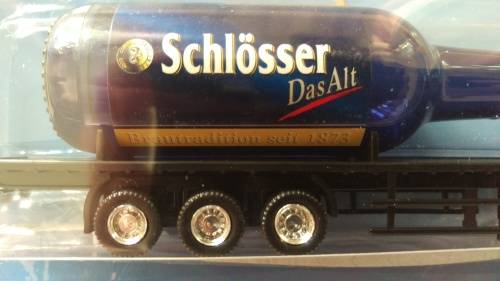 Schlösser
Das Alt
Brautradition seit 1873